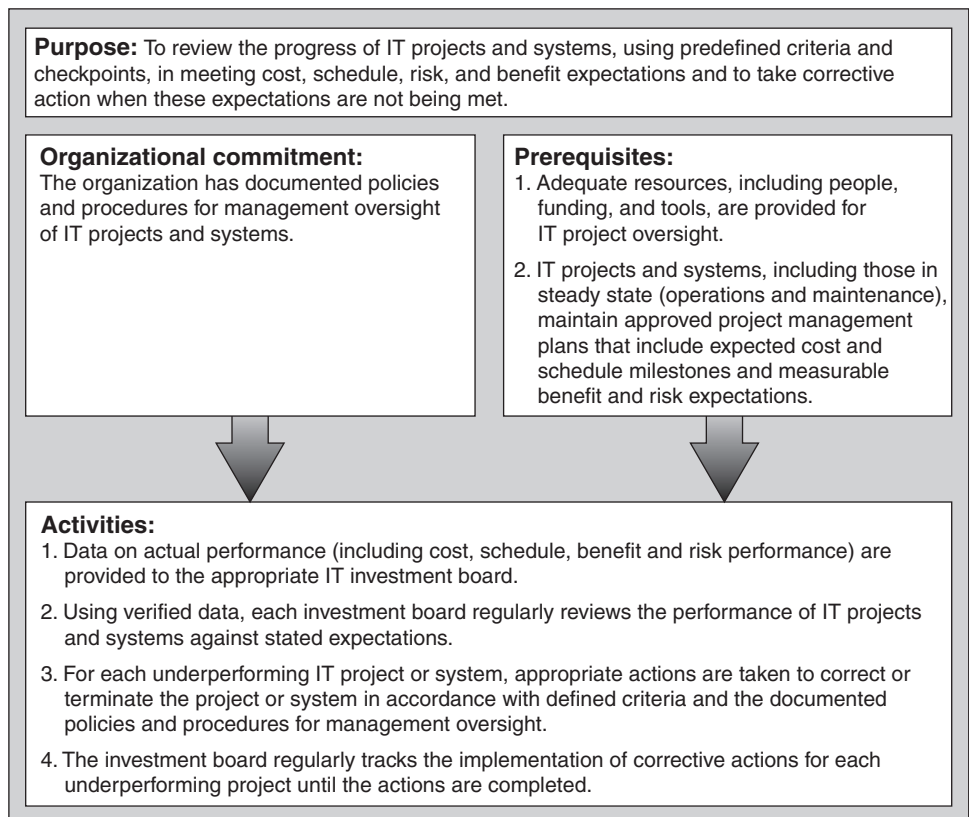 Purpose: To review the progress of IT projects and systems, using predefined criteria and
checkpoints, in meeting cost, schedule, risk, and benefit expectations and to take corrective
action when these expectations are not being met.
Organizational commitment:
The organization has documented policies
and procedures for management oversight
of IT projects and systems.
Prerequisites:
1. Adequate resources, including people,
funding, and tools, are provided for
IT project oversight.
2. IT projects and systems, including those in
steady state (operations and maintenance),
maintain approved project management
plans that include expected cost and
schedule milestones and measurable
benefit and risk expectations.
Activities:
1. Data on actual performance (including cost, schedule, benefit and risk performance) are
provided to the appropriate IT investment board.
2. Using verified data, each investment board regularly reviews the performance of IT projects
and systems against stated expectations.
3. For each underperforming IT project or system, appropriate actions are taken to correct or
terminate the project or system in accordance with defined criteria and the documented
policies and procedures for management oversight.
4. The investment board regularly tracks the implementation of corrective actions for each
underperforming project until the actions are completed.